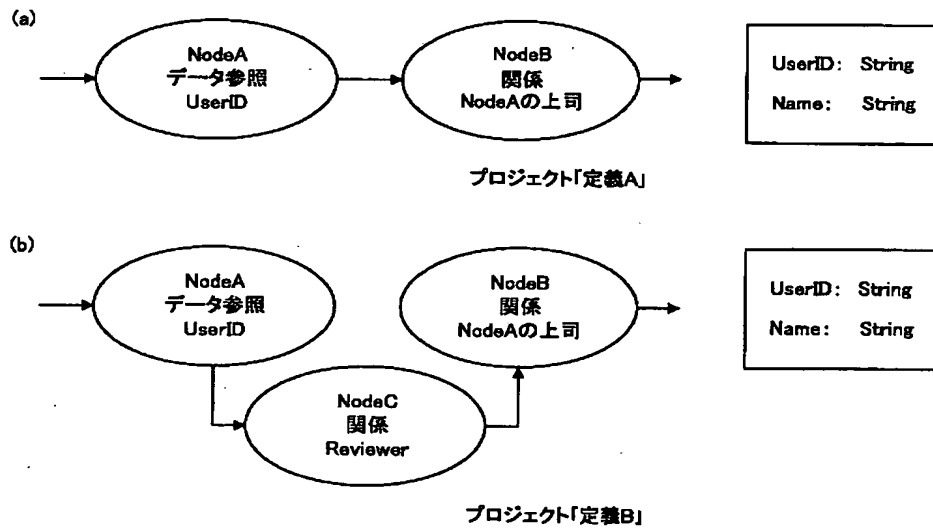 (a)
NodeA
データ参照
UserID
NodeB
関係
NodeAの上司
UserID: String
Name: String
プロジェクト「定義A」
(b)
NodeA
データ参照
UserID
NodeB
関係
NodeAの上司
UserID: String
Name: String
NodeC
関係
Reviewer
プロジェクト「定義B」